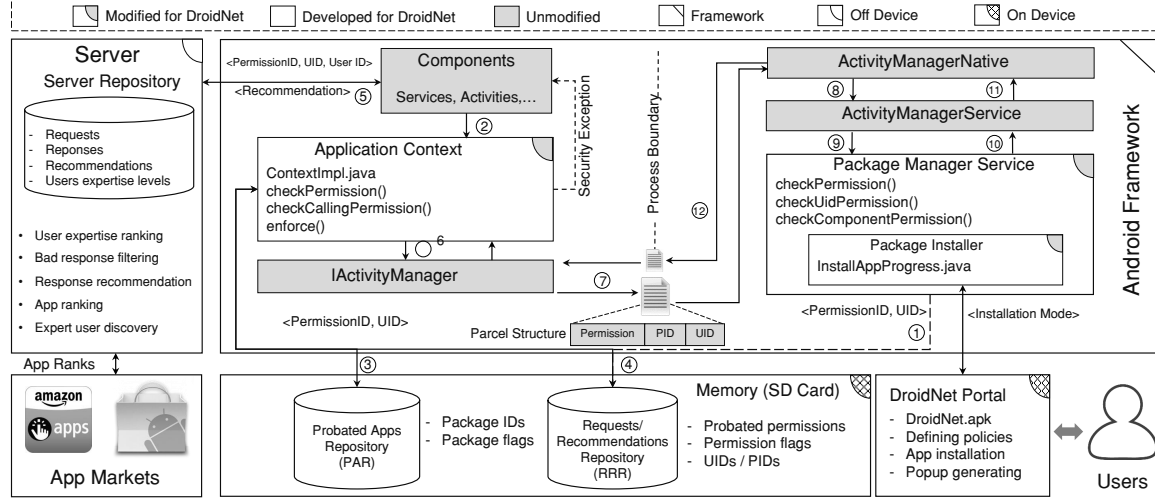 Modified for DroidNet
Developed for DroidNet
Unmodified
Framework
Off Device
On Device
Server
Server Repository
- Requests
- Reponses
- Recommendations
- Users expertise levels
• User expertise ranking
• Bad response filtering
• Response recommendation
• App ranking
• Expert user discovery
<PermissionID, UID, User ID>
<Recommendation>
5
Components
Services, Activities,...
2
Security Exception
Application Context
ContextImpl.java
checkPermission()
checkCallingPermission()
enforce()
6
IActivityManager
7
<PermissionID, UID>
Process Boundary
Parcel Structure
Permission
PID
UID
12
ActivityManagerNative
8
11
ActivityManagerService
9
10
Package Manager Service
checkPermission()
checkUidPermission()
checkComponentPermission()
Package Installer
InstallAppProgress.java
Android Framework
<PermissionID, UID>
1
<Installation Mode>
App Ranks
3
4
amazon
apps
App Markets
Memory (SD Card)
Probated Apps
Repository
(PAR)
- Package IDs
- Package flags
Requests/
Recommendations
Repository
(RRR)
- Probated permissions
- Permission flags
- UIDs / PIDs
DroidNet Portal
- DroidNet.apk
- Defining policies
- App installation
- Popup generating
Users